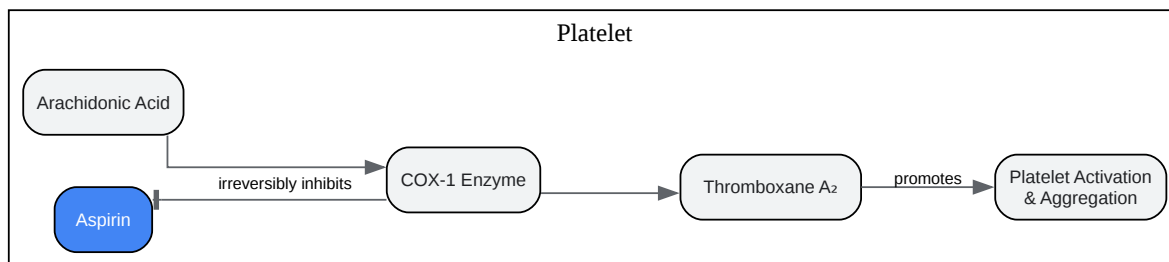 Platelet
Arachidonic Acid
irreversibly inhibits
Aspirin
COX-1 Enzyme
Thromboxane A₂
promotes
Platelet Activation
& Aggregation